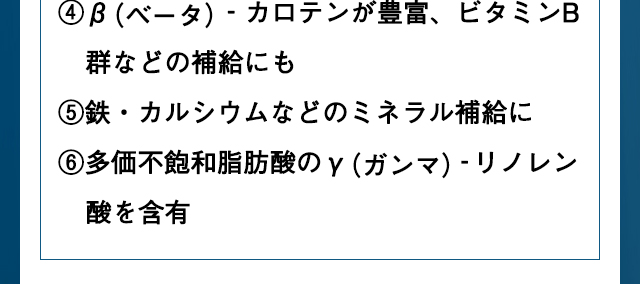 ④β(ベータ)-カロテンが豊富、ビタミンB
群などの補給にも
⑤鉄・カルシウムなどのミネラル補給に
⑥多価不飽和脂肪酸のγ(ガンマ)-リノレン
酸を含有